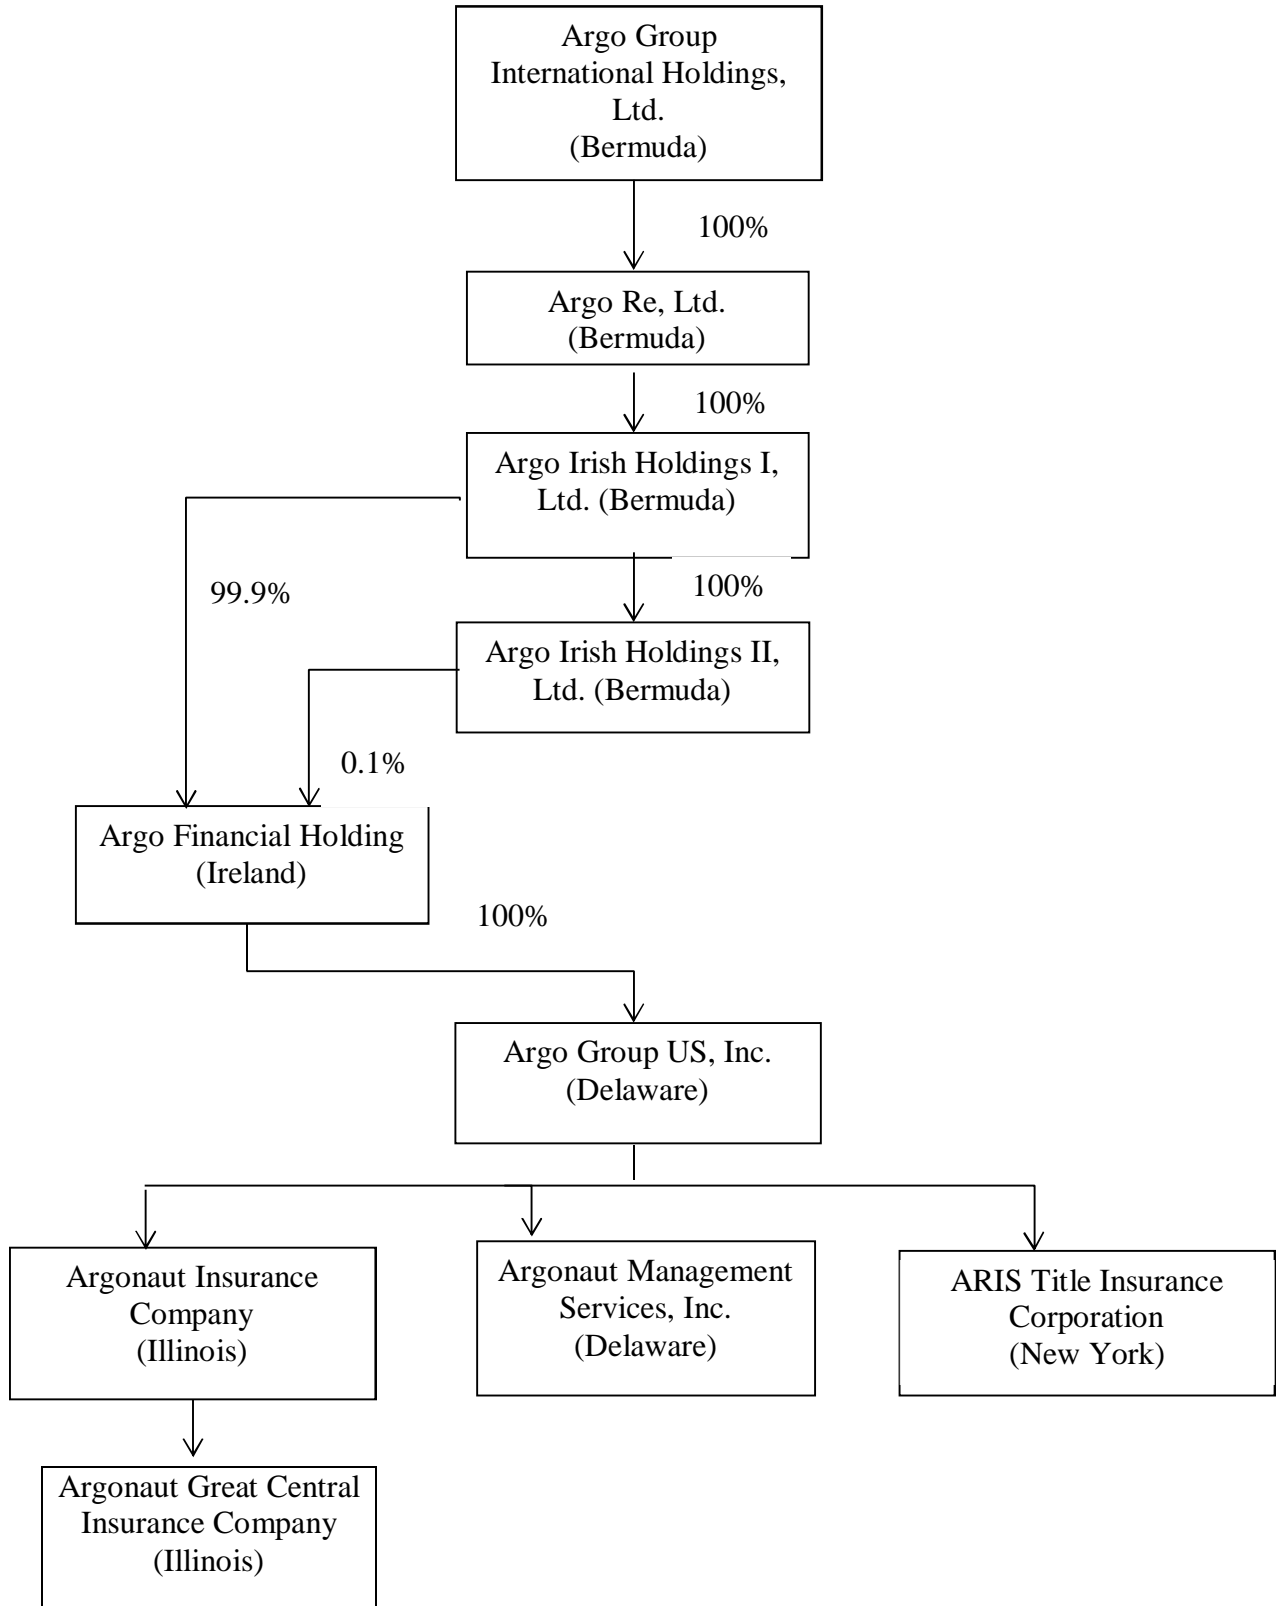 Argo Group
International Holdings,
Ltd.
(Bermuda)
100%
Argo Re, Ltd.
(Bermuda)
100%
Argo Irish Holdings I,
Ltd. (Bermuda)
99.9%
100%
Argo Irish Holdings II,
Ltd. (Bermuda)
0.1%
Argo Financial Holding
(Ireland)
100%
Argo Group US, Inc.
(Delaware)
Argonaut Insurance
Company
(Illinois)
Argonaut Management
Services, Inc.
(Delaware)
ARIS Title Insurance
Corporation
(New York)
Argonaut Great Central
Insurance Company
(Illinois)